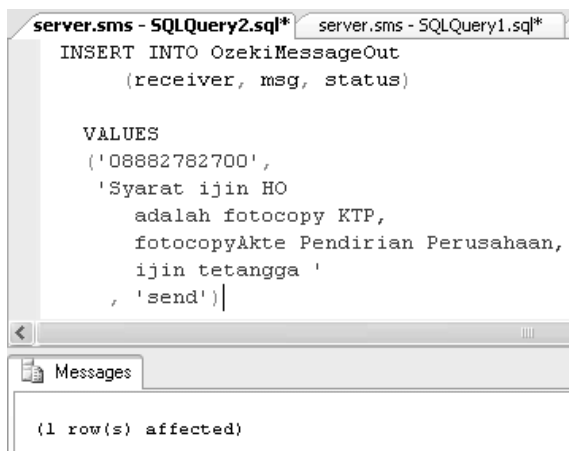 server.sms - SQLQuery2.sql* server.sms - SQLQuery1.sql*
INSERT INTO OzekiMessageOut
(receiver, msg, status)
VALUES
('08882782700',
'Syarat ijin HO
adalah fotocopy KTP,
fotocopyAkte Pendirian Perusahaan,
ijin tetangga '
, 'send')
Messages
(1 row(s) affected)